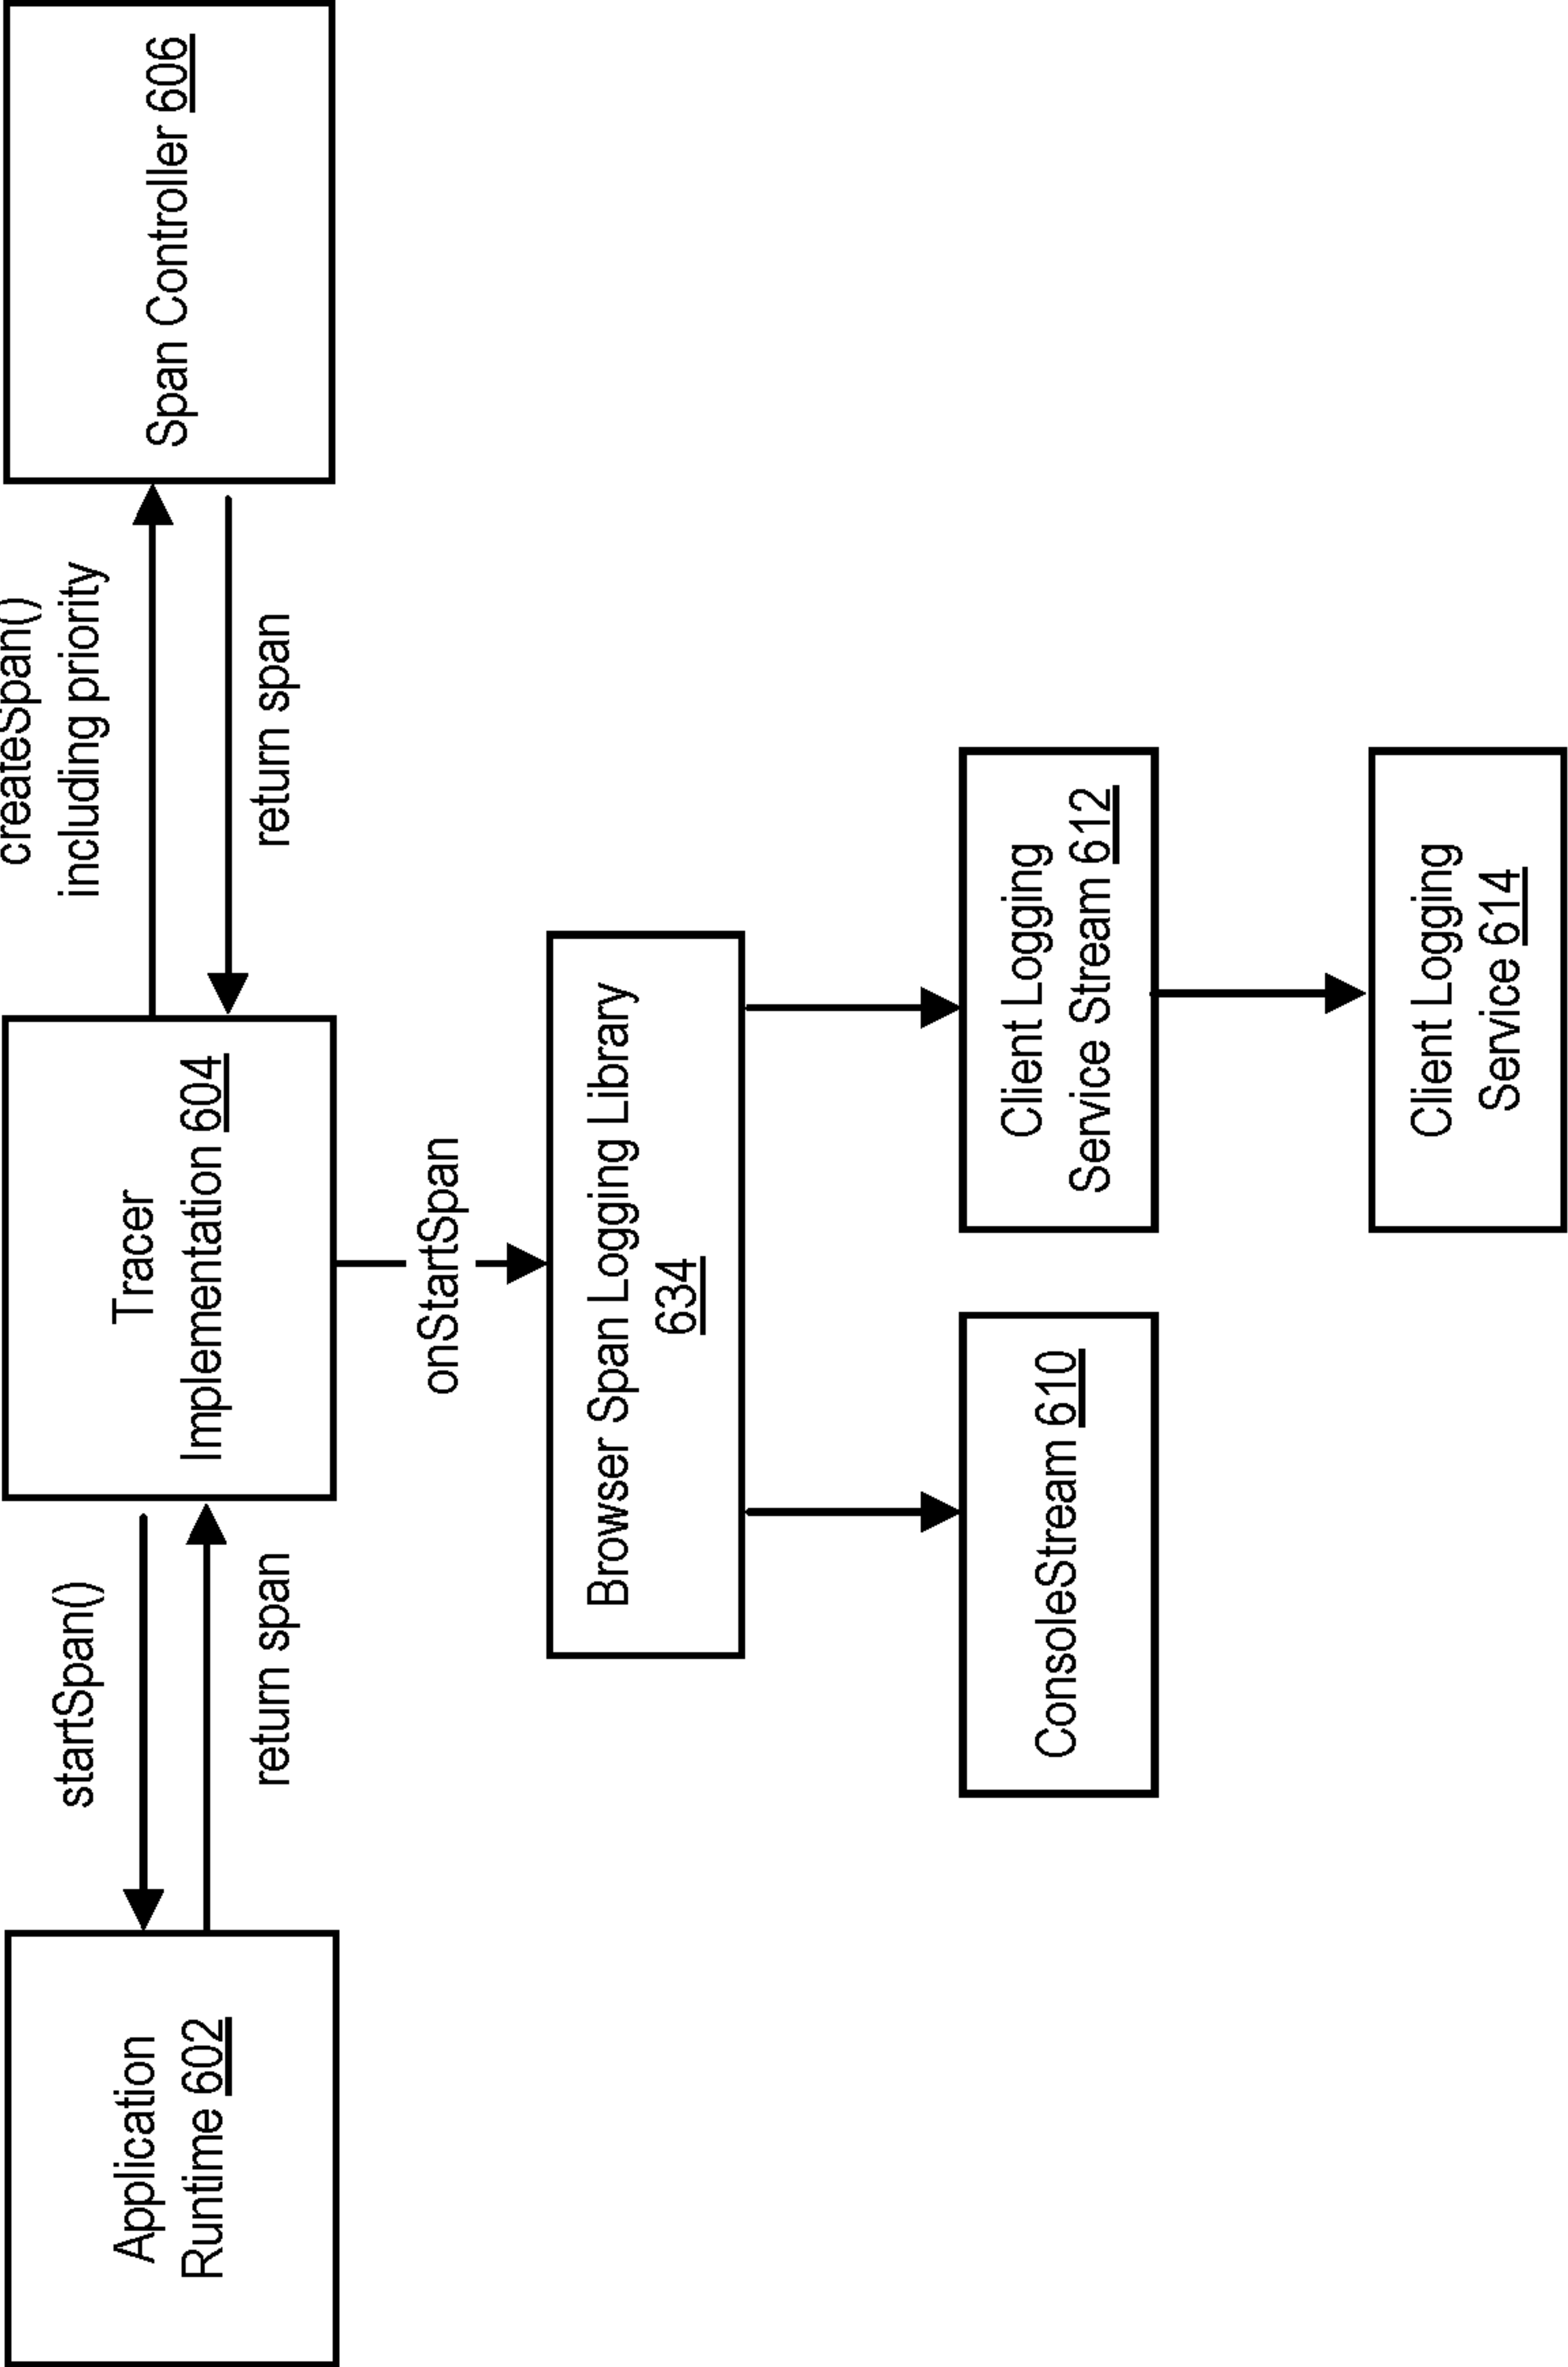 Application
Runtime 602
startSpan()
return span
Tracer
Implementation 604
createSpan()
including priority
return span
Span Controller 606
onStartSpan
Browser Span Logging Library
634
ConsoleStream 610
Client Logging
Service Stream 612
Client Logging
Service 614